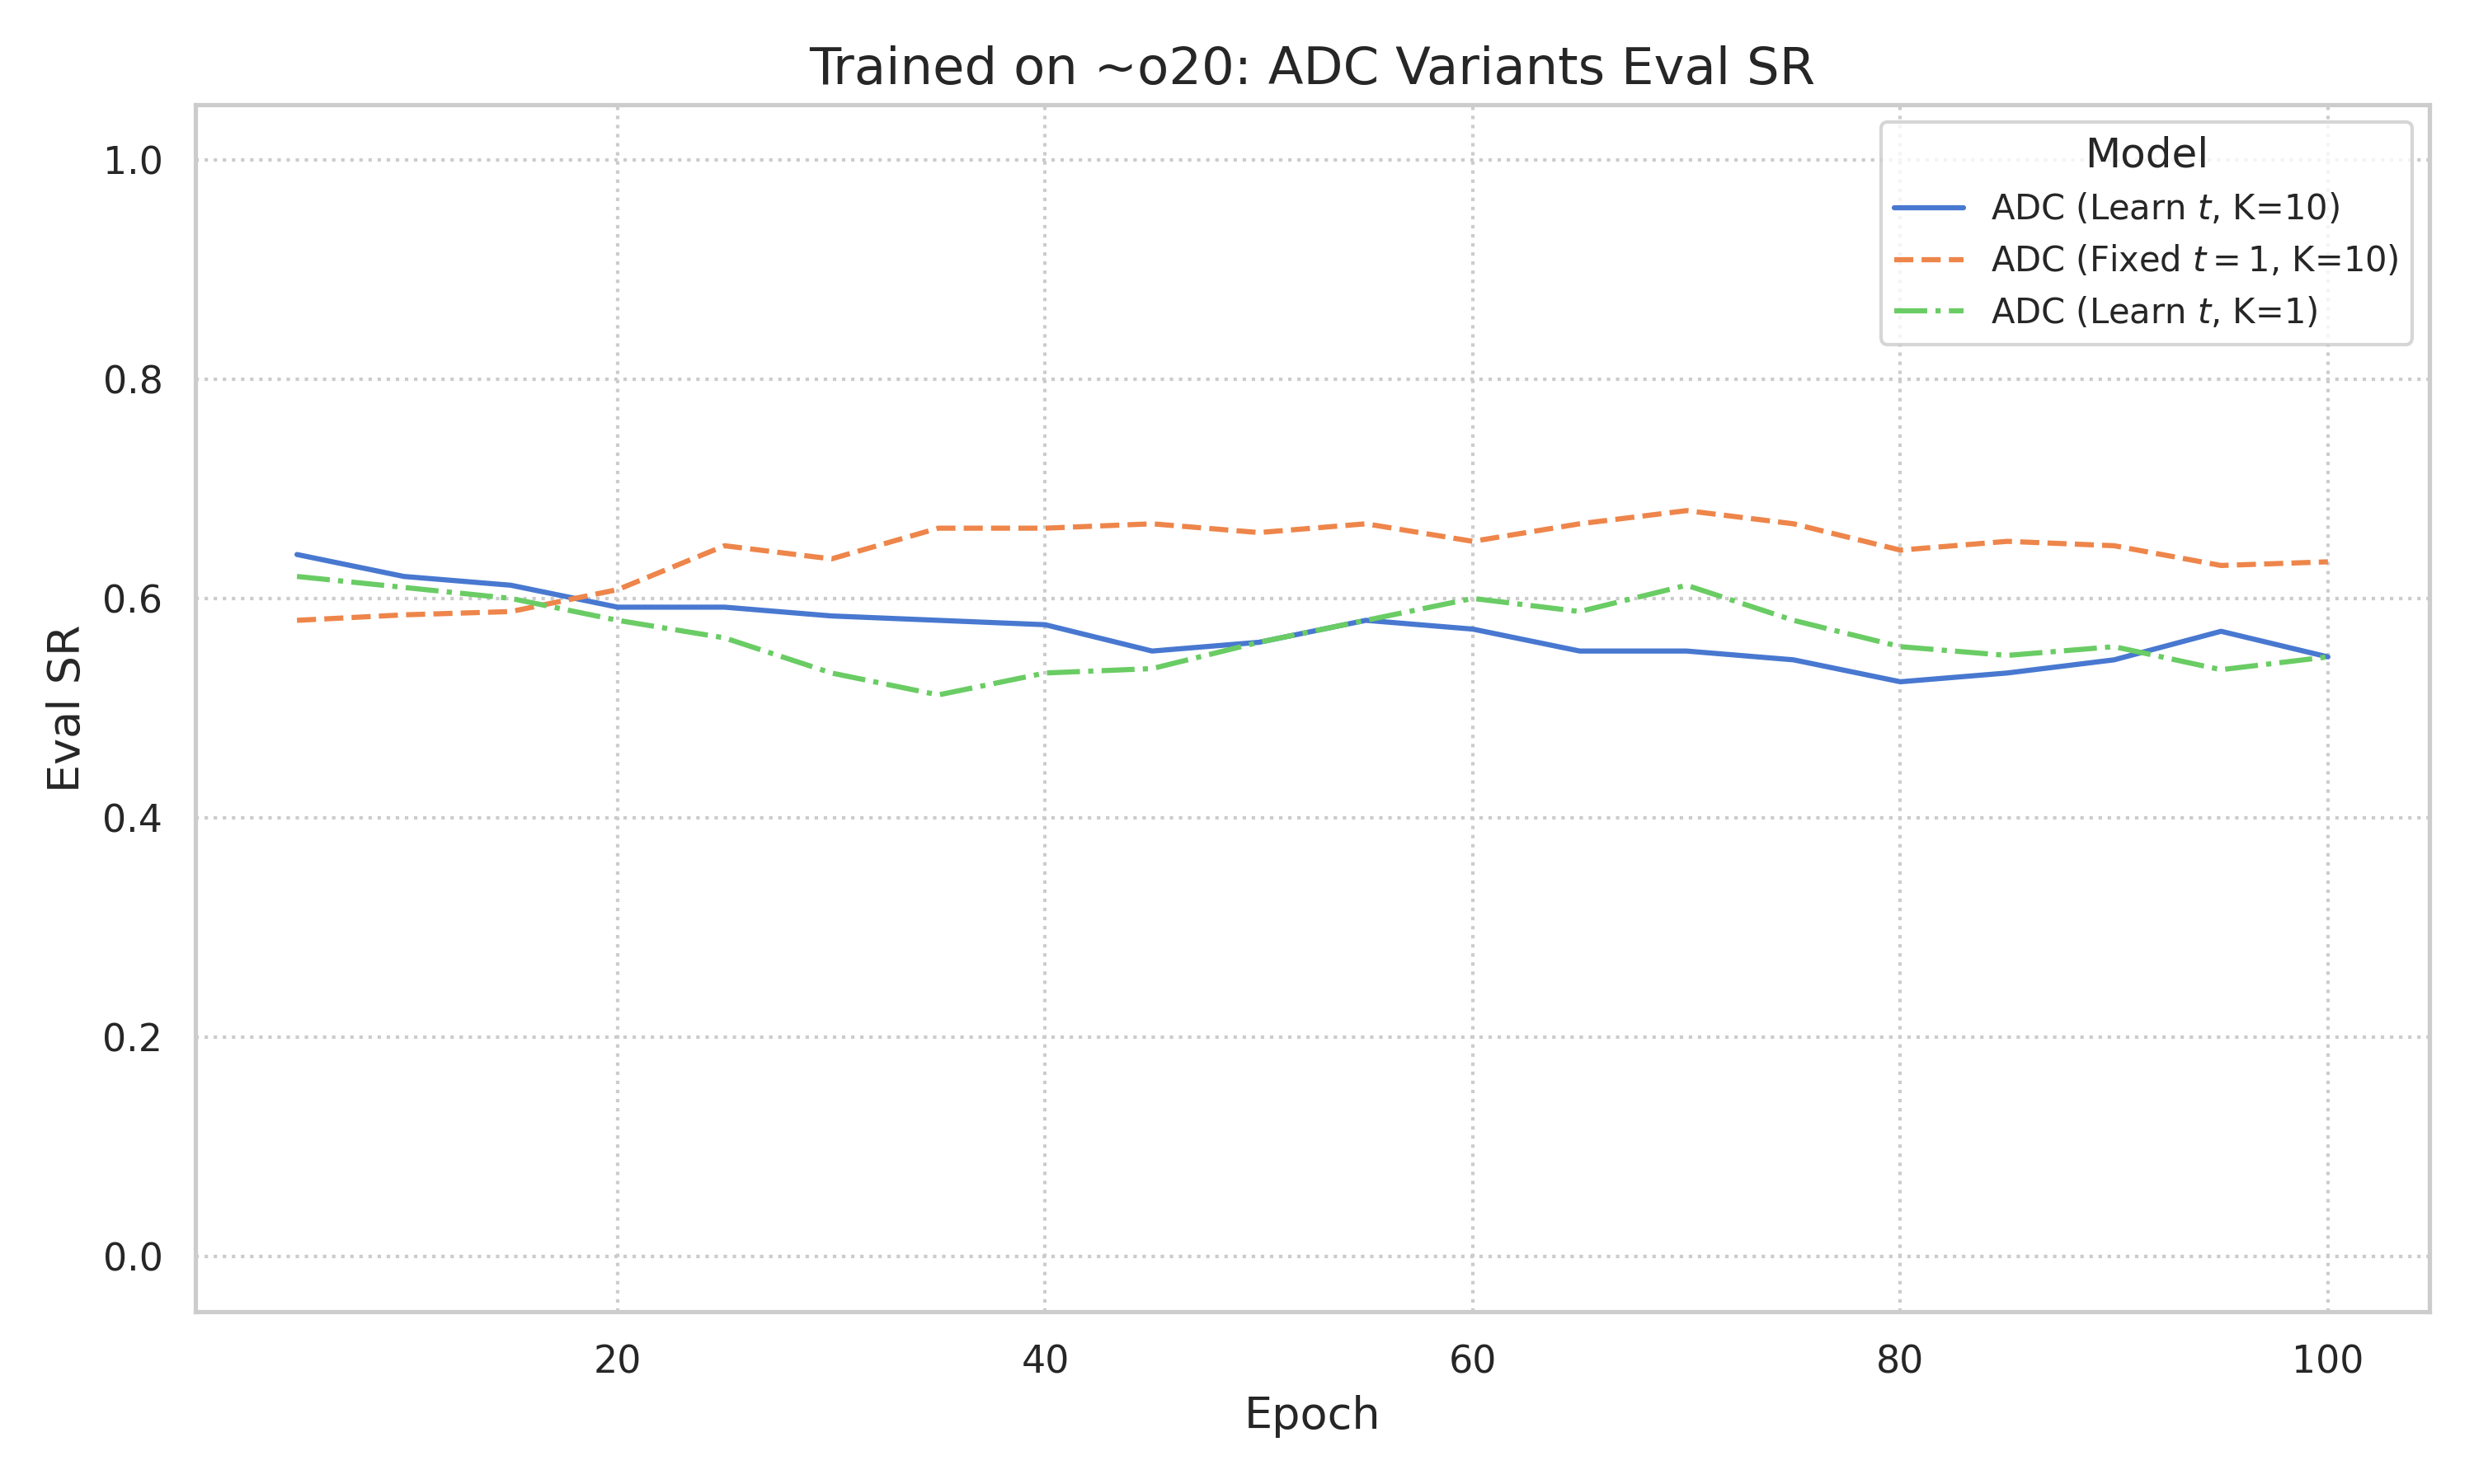 Trained on ~o20: ADC Variants Eval SR
Model
ADC (Learn t, K=10)
ADC (Fixed t = 1, K=10)
ADC (Learn t, K=1)
Eval SR
1.0
0.8
0.6
0.4
0.2
0.0
20 40 60 80 100
Epoch